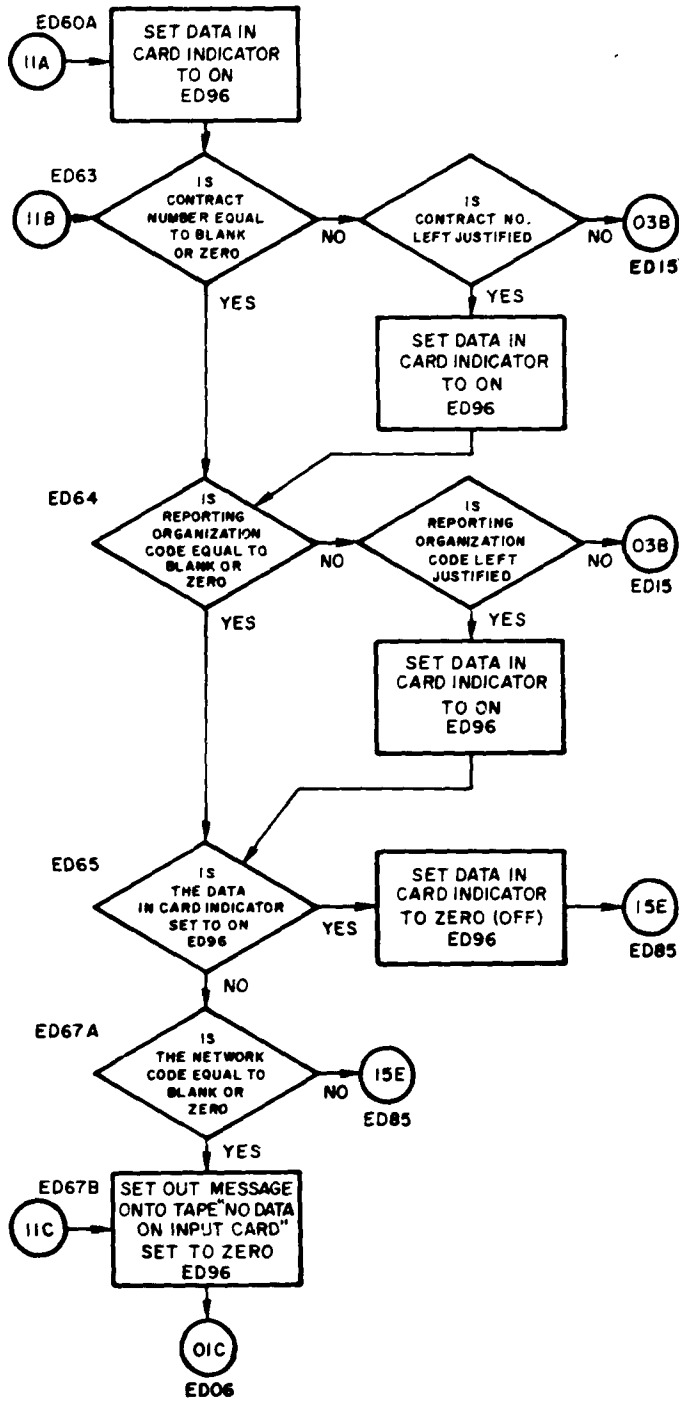 ED60A
11A
SET DATA IN
CARD INDICATOR
TO ON
ED96
ED63
11B
IS
CONTRACT
NUMBER EQUAL
TO BLANK
OR ZERO
NO
YES
IS
CONTRACT NO.
LEFT JUSTIFIED
NO
03B
ED15
YES
SET DATA IN
CARD INDICATOR
TO ON
ED96
ED64
IS
REPORTING
ORGANIZATION
CODE EQUAL TO
BLANK OR
ZERO
NO
YES
IS
REPORTING
ORGANIZATION
CODE LEFT
JUSTIFIED
NO
03B
ED15
YES
SET DATA IN
CARD INDICATOR
TO ON
ED96
ED65
IS
THE DATA
IN CARD INDICATOR
SET TO ON
ED96
YES
NO
SET DATA IN
CARD INDICATOR
TO ZERO (OFF)
ED96
15E
ED85
ED67A
IS
THE NETWORK
CODE EQUAL TO
BLANK OR
ZERO
NO
15E
ED85
YES
ED67B
11C
SET OUT MESSAGE
ONTO TAPE "NO DATA
ON INPUT CARD"
SET TO ZERO
ED96
01C
ED06